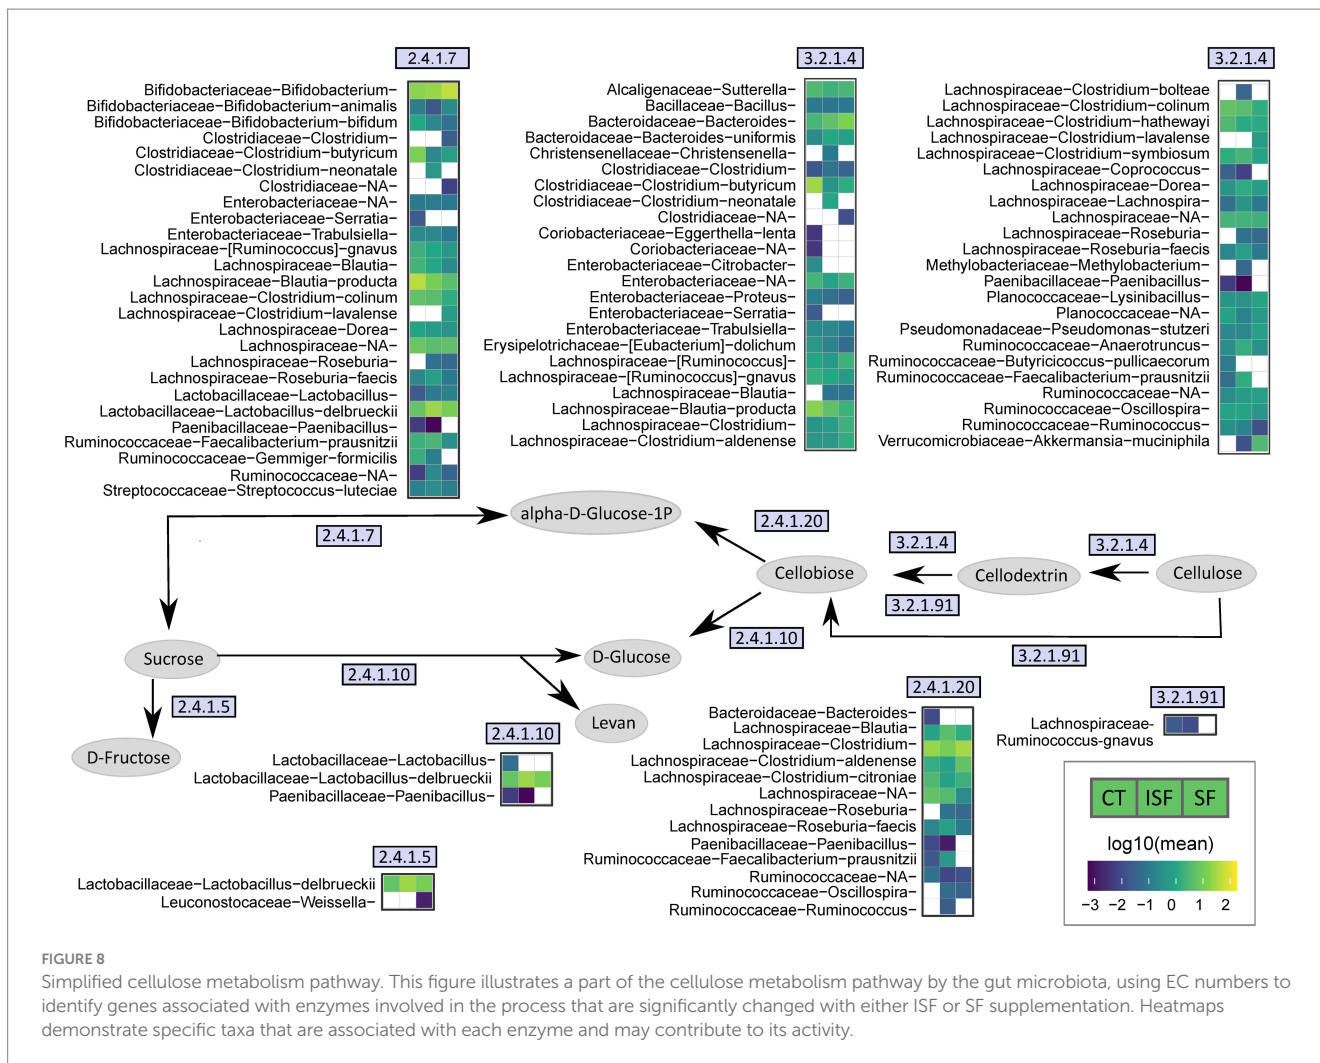 2.4.1.7
Bifidobacteriaceae−Bifidobacterium−
Bifidobacteriaceae−Bifidobacterium−animalis
Bifidobacteriaceae−Bifidobacterium−bifidum
Clostridiaceae−Clostridium−
Clostridiaceae−Clostridium−butyricum
Clostridiaceae−Clostridium−neonatale
Clostridiaceae−NA−
Enterobacteriaceae−NA−
Enterobacteriaceae−Serratia−
Enterobacteriaceae−Trabulsiella−
Lachnospiraceae−[Ruminococcus]−gnavus
Lachnospiraceae−Blautia−
Lachnospiraceae−Blautia−producta
Lachnospiraceae−Clostridium−colinum
Lachnospiraceae−Clostridium−lavalense
Lachnospiraceae−Dorea−
Lachnospiraceae−NA−
Lachnospiraceae−Roseburia−
Lachnospiraceae−Roseburia−faecis
Lactobacillaceae−Lactobacillus−
Lactobacillaceae−Lactobacillus−delbrueckii
Paenibacillaceae−Paenibacillus−
Ruminococcaceae−Faecalibacterium−prausnitzii
Ruminococcaceae−Gemmiger−formicilis
Ruminococcaceae−NA−
Streptococcaceae−Streptococcus−luteciae
3.2.1.4
Alcaligenaceae−Sutterella−
Bacillaceae−Bacillus−
Bacteroidaceae−Bacteroides−
Bacteroidaceae−Bacteroides−uniformis
Christensenellaceae−Christensenella−
Clostridiaceae−Clostridium−
Clostridiaceae−Clostridium−butyricum
Clostridiaceae−Clostridium−neonatale
Clostridiaceae−NA−
Coriobacteriaceae−Eggerthella−lenta
Coriobacteriaceae−NA−
Enterobacteriaceae−Citrobacter−
Enterobacteriaceae−NA−
Enterobacteriaceae−Proteus−
Enterobacteriaceae−Serratia−
Enterobacteriaceae−Trabulsiella−
Erysipelotrichaceae−[Eubacterium]−dolichum
Lachnospiraceae−[Ruminococcus]−
Lachnospiraceae−[Ruminococcus]−gnavus
Lachnospiraceae−Blautia−
Lachnospiraceae−Blautia−producta
Lachnospiraceae−Clostridium−
Lachnospiraceae−Clostridium−aldenense
3.2.1.4
Lachnospiraceae−Clostridium−bolteae
Lachnospiraceae−Clostridium−colinum
Lachnospiraceae−Clostridium−hathewayi
Lachnospiraceae−Clostridium−lavalense
Lachnospiraceae−Clostridium−symbiosum
Lachnospiraceae−Coprococcus−
Lachnospiraceae−Dorea−
Lachnospiraceae−Lachnospira−
Lachnospiraceae−NA−
Lachnospiraceae−Roseburia−
Lachnospiraceae−Roseburia−faecis
Methylobacteriaceae−Methylobacterium−
Paenibacillaceae−Paenibacillus−
Planococcaceae−Lysinibacillus−
Planococcaceae−NA−
Pseudomonadaceae−Pseudomonas−stutzeri
Ruminococcaceae−Anaerotruncus−
Ruminococcaceae−Butyricicoccus−pullicaecorum
Ruminococcaceae−Faecalibacterium−prausnitzii
Ruminococcaceae−NA−
Ruminococcaceae−Oscillospira−
Ruminococcaceae−Ruminococcus−
Verrucomicrobiaceae−Akkermansia−muciniphila
alpha-D-Glucose-1P
2.4.1.7
2.4.1.20
3.2.1.4
3.2.1.4
Cellobiose
Cellodextrin
Cellulose
3.2.1.91
2.4.1.10
3.2.1.91
Sucrose
D-Glucose
2.4.1.10
2.4.1.5
Levan
D-Fructose
2.4.1.10
Lactobacillaceae−Lactobacillus−
Lactobacillaceae−Lactobacillus−delbrueckii
Paenibacillaceae−Paenibacillus−
2.4.1.5
Lactobacillaceae−Lactobacillus−delbrueckii
Leuconostocaceae−Weissella−
2.4.1.20
Bacteroidaceae−Bacteroides−
Lachnospiraceae−Blautia−
Lachnospiraceae−Clostridium−
Lachnospiraceae−Clostridium−aldenense
Lachnospiraceae−Clostridium−citroniae
Lachnospiraceae−NA−
Lachnospiraceae−Roseburia−
Lachnospiraceae−Roseburia−faecis
Paenibacillaceae−Paenibacillus−
Ruminococcaceae−Faecalibacterium−prausnitzii
Ruminococcaceae−NA−
Ruminococcaceae−Oscillospira−
Ruminococcaceae−Ruminococcus−
3.2.1.91
Lachnospiraceae-
Ruminococcus-gnavus
CT ISF SF
log10(mean)
−3 −2 −1 0 1 2
FIGURE 8
Simplified cellulose metabolism pathway. This figure illustrates a part of the cellulose metabolism pathway by the gut microbiota, using EC numbers to
identify genes associated with enzymes involved in the process that are significantly changed with either ISF or SF supplementation. Heatmaps
demonstrate specific taxa that are associated with each enzyme and may contribute to its activity.